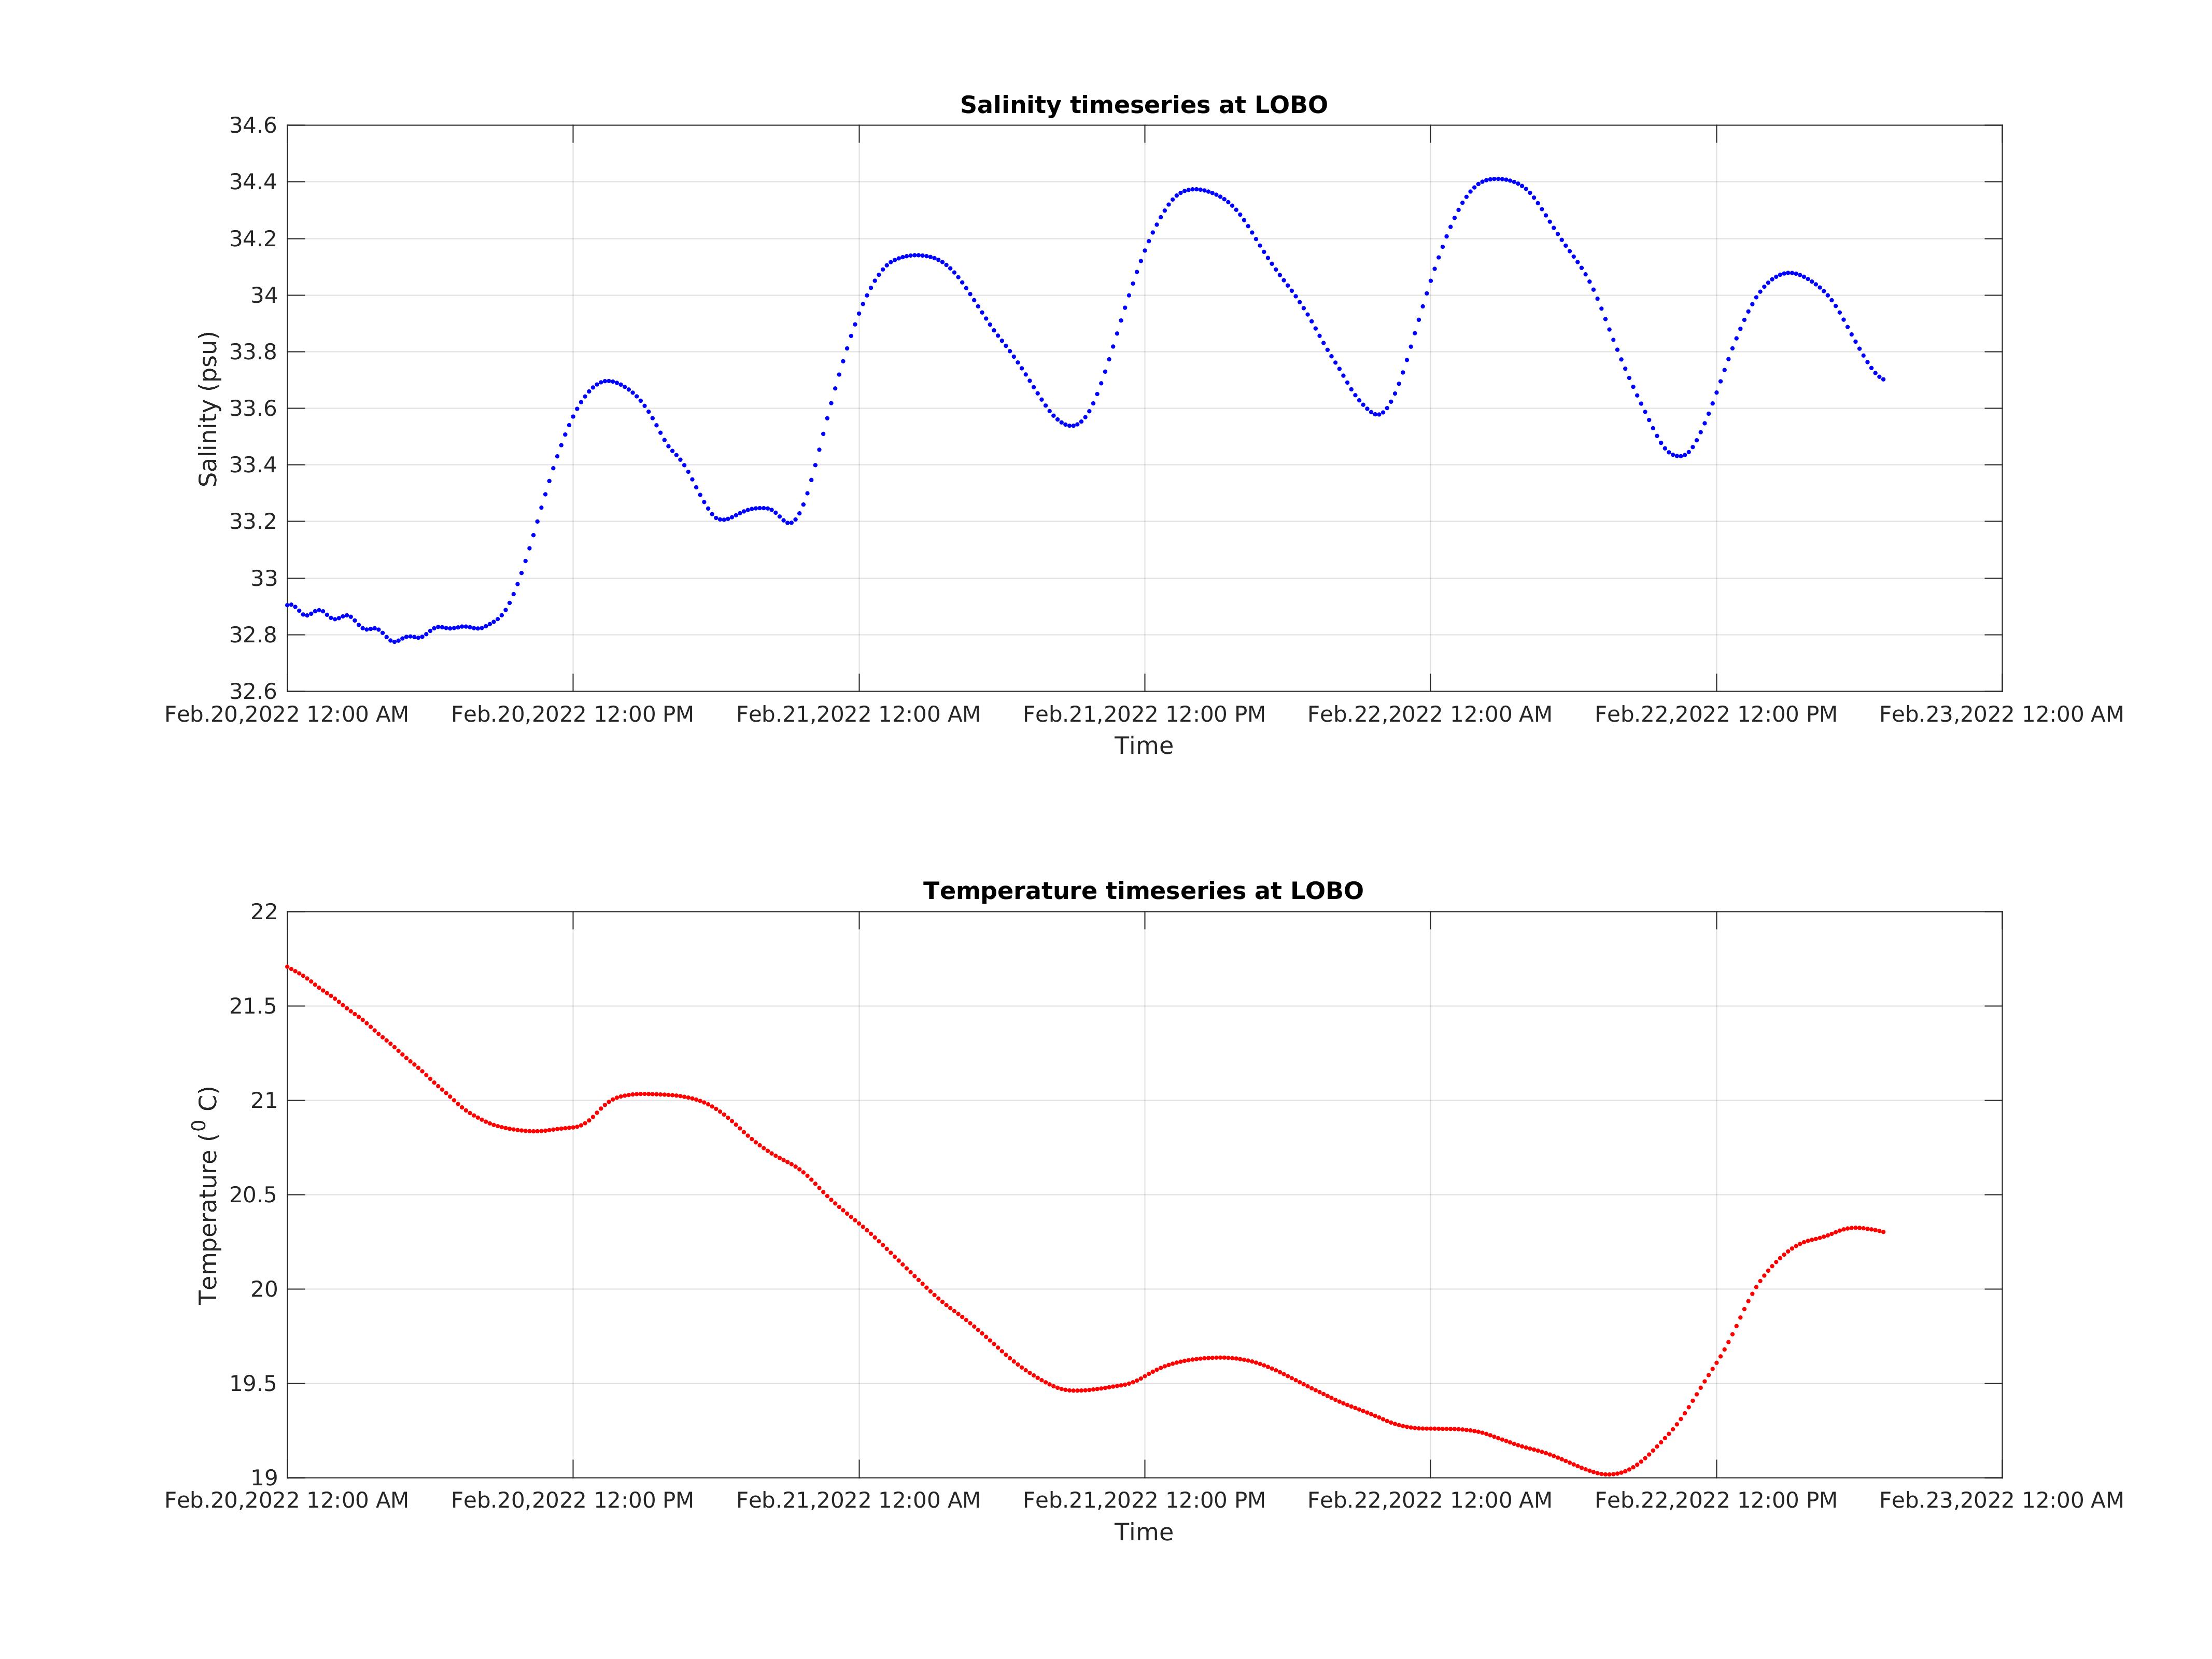 Salinity timeseries at LOBO
34.6
34.4
34.2
34
33.8
33.6
33.4
33.2
33
32.8
32.6
Salinity (psu)
Feb.20,2022 12:00 AM Feb.20,2022 12:00 PM Feb.21,2022 12:00 AM Feb.21,2022 12:00 PM Feb.22,2022 12:00 AM Feb.22,2022 12:00 PM Feb.23,2022 12:00 AM
Time
Temperature timeseries at LOBO
22
21.5
21
20.5
20
19.5
19
Temperature (⁰ C)
Feb.20,2022 12:00 AM Feb.20,2022 12:00 PM Feb.21,2022 12:00 AM Feb.21,2022 12:00 PM Feb.22,2022 12:00 AM Feb.22,2022 12:00 PM Feb.23,2022 12:00 AM
Time